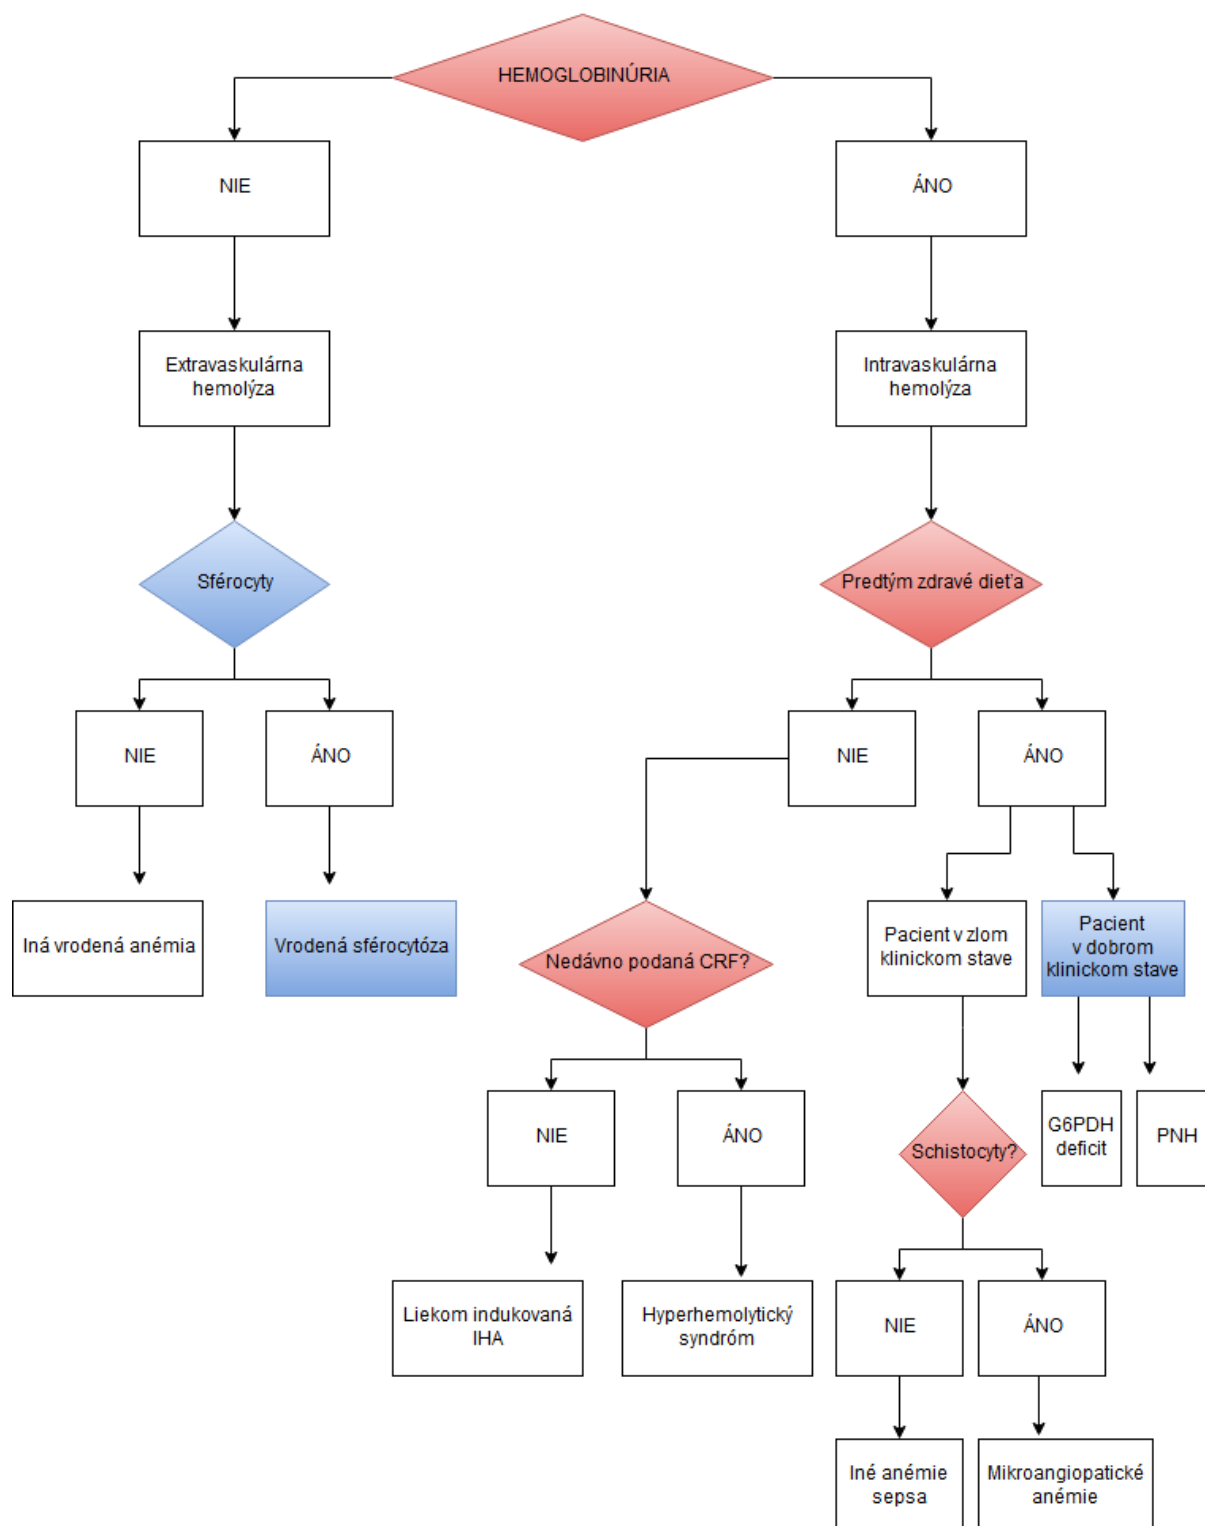 HEMOGLOBINÚRIA
NIE
ÁNO
Extravaskulárna
hemolýza
Intravaskulárna
hemolýza
Sférocyty
Predtým zdravé dieťa
NIE
ÁNO
NIE
ÁNO
Iná vrodená anémia
Vrodená sférocytóza
Nedávno podaná CRF?
Pacient v zlom
klinickom stave
Pacient
v dobrom
klinickom stave
NIE
ÁNO
Schistocyty?
G6PDH
deficit
PNH
Liekom indukovaná
IHA
Hyperhemolytický
syndróm
NIE
ÁNO
Iné anémie
sepsa
Mikroangiopatické
anémie